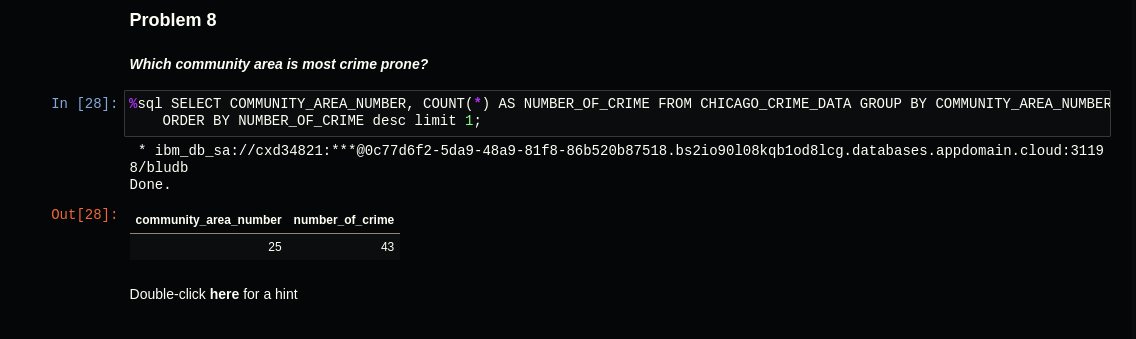 Problem 8
Which community area is most crime prone?
In [28]: %sql SELECT COMMUNITY_AREA_NUMBER, COUNT(*) AS NUMBER_OF_CRIME FROM CHICAGO_CRIME_DATA GROUP BY COMMUNITY_AREA_NUMBER
ORDER BY NUMBER_OF_CRIME desc limit 1;
* ibm_db_sa://cxd34821:***@0c77d6f2-5da9-48a9-81f8-86b520b87518.bs2io90l08kqb1od8lcg.databases.appdomain.cloud:3119
8/bludb
Done.
Out[28]: community_area_number number_of_crime
25 43
Double-click here for a hint